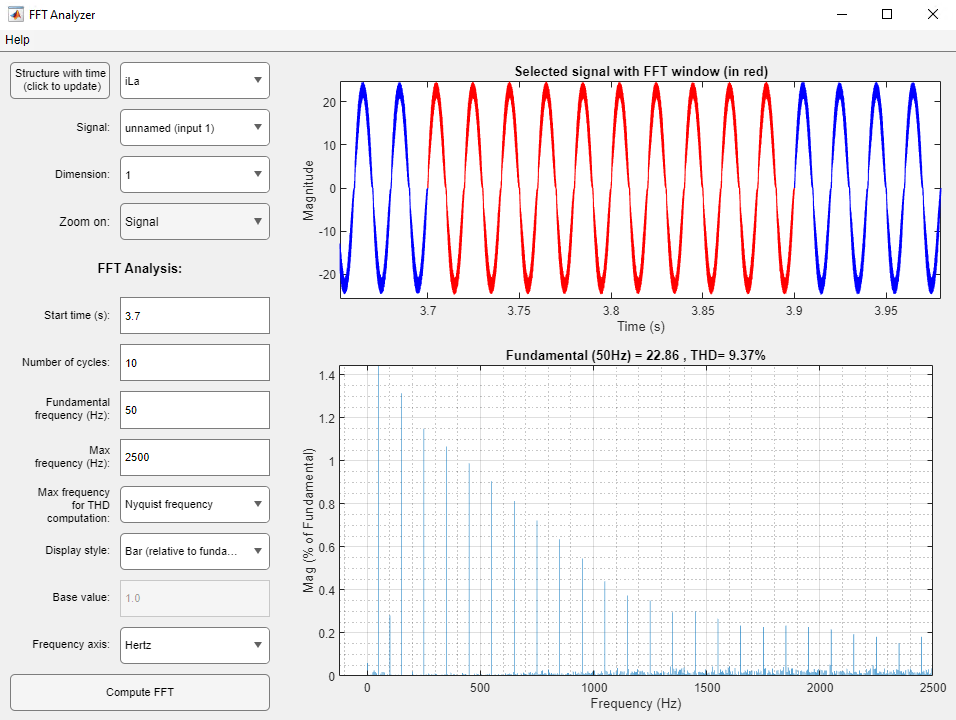 FFT Analyzer
Help
Structure with time
(click to update)
iLa
Signal:
unnamed (input 1)
Dimension:
1
Zoom on:
Signal
FFT Analysis:
Start time (s):
3.7
Number of cycles:
10
Fundamental
frequency (Hz):
50
Max
frequency (Hz):
2500
Max frequency
for THD
computation:
Nyquist frequency
Display style:
Bar (relative to funda...
Base value:
1.0
Frequency axis:
Hertz
Compute FFT
Selected signal with FFT window (in red)
Magnitude
20
10
0
-10
-20
3.7 3.75 3.8 3.85 3.9 3.95
Time (s)
Fundamental (50Hz) = 22.86 , THD= 9.37%
Mag (% of Fundamental)
1.4
1.2
1
0.8
0.6
0.4
0.2
0
0 500 1000 1500 2000 2500
Frequency (Hz)